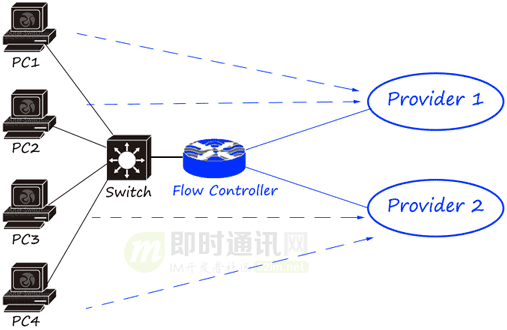 PC1
Provider 1
PC2
Switch
Flow Controller
Provider 2
PC3
即时通讯网
IM开发者社区
.net
PC4